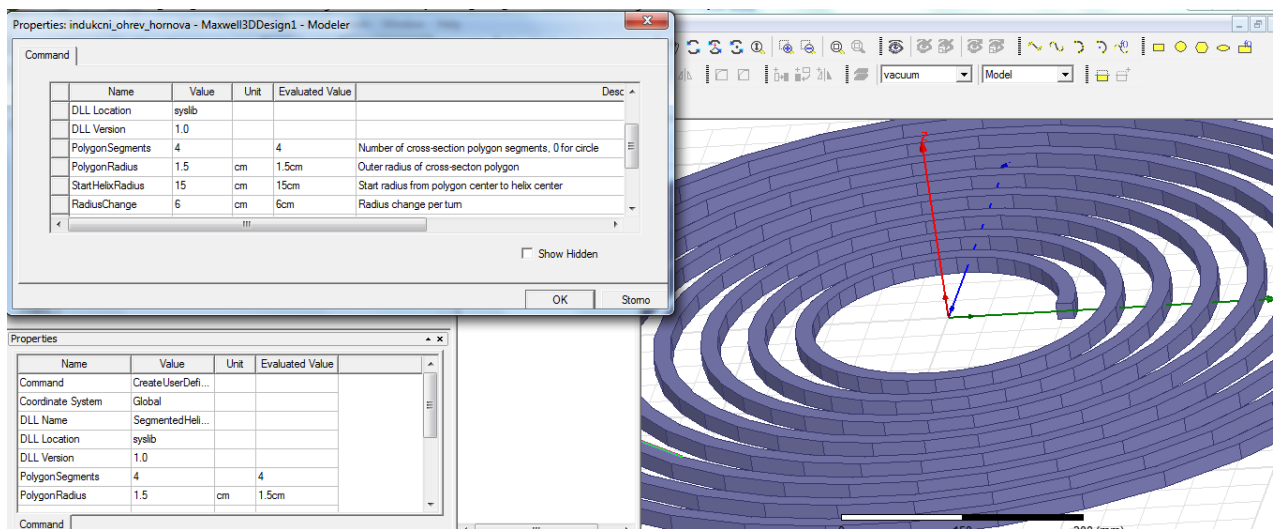 Properties: indukcni_ohrev_hornova - Maxwell3DDesign1 - Modeler
Command
Name Value Unit Evaluated Value Desc
DLL Location syslib
DLL Version 1.0
PolygonSegments 4 4 Number of cross-section polygon segments, 0 for circle
PolygonRadius 1.5 cm 1.5cm Outer radius of cross-secton polygon
StartHelixRadius 15 cm 15cm Start radius from polygon center to helix center
RadiusChange 6 cm 6cm Radius change per turn
Show Hidden
OK Storno
vacuum Model
Properties
Name Value Unit Evaluated Value
Command CreateUserDefi...
Coordinate System Global
DLL Name SegmentedHeli...
DLL Location syslib
DLL Version 1.0
PolygonSegments 4 4
PolygonRadius 1.5 cm 1.5cm
Command